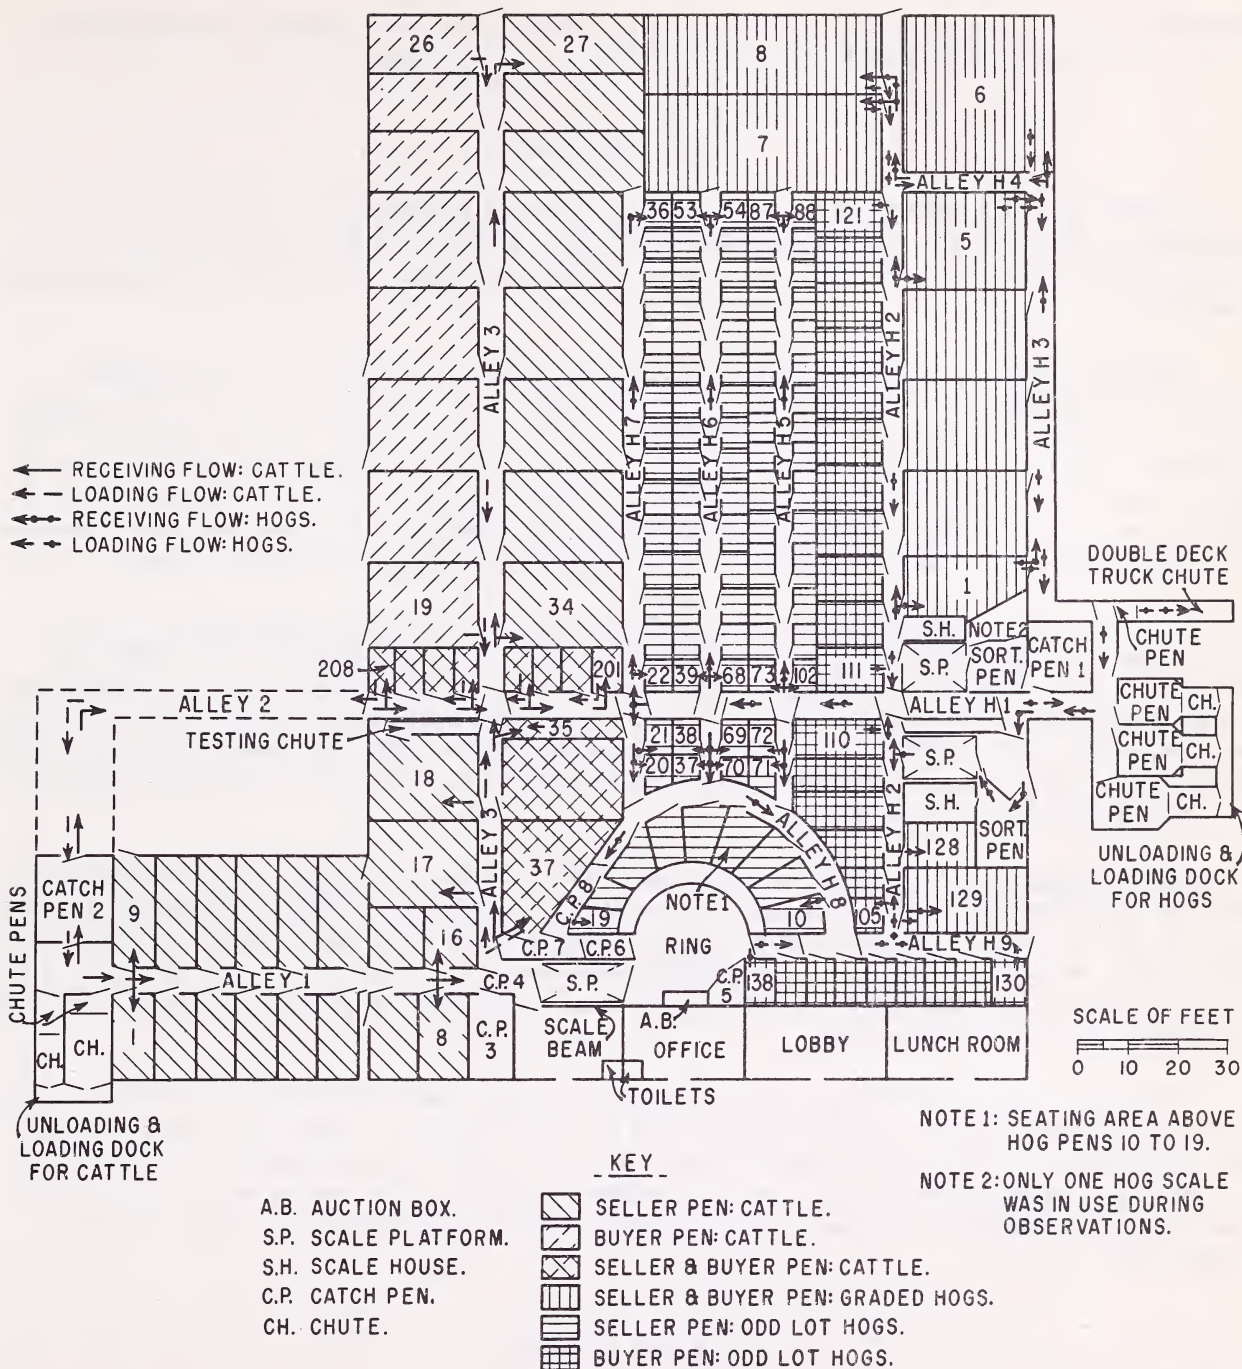 26
27
8
6
7
ALLEY H4
36 53 54 87 88 121
5
ALLEY 3
ALLEY H7
ALLEY H6
ALLEY H5
ALLEY H2
ALLEY H3
RECEIVING FLOW: CATTLE.
LOADING FLOW: CATTLE.
RECEIVING FLOW: HOGS.
LOADING FLOW: HOGS.
DOUBLE DECK
TRUCK CHUTE
19
34
1
S.H.
NOTE2
CHUTE
PEN
208
201
22 39 68 73 102
111
S.P.
SORT.
PEN
CATCH
PEN 1
ALLEY 2
ALLEY H1
CHUTE
PEN
CH.
TESTING CHUTE
35
21 38 69 72
110
S.P.
CHUTE
PEN
CH.
18
20 37 70 71
S.H.
CHUTE
PEN
CH.
ALLEY 3
ALLEY H8
ALLEY H2
SORT.
PEN
17
37
128
UNLOADING &
LOADING DOCK
FOR HOGS
CATCH
PEN 2
9
C.P. 8
NOTE1
129
19
10
105
16
C.P.7
C.P.6
RING
ALLEY H9
CHUTE PENS
ALLEY 1
C.P.4
S.P.
C.P.
5
138
130
1
8
C.P.
3
SCALE
BEAM
A.B.
OFFICE
LOBBY
LUNCH ROOM
SCALE OF FEET
0 10 20 30
CH.
CH.
TOILETS
UNLOADING &
LOADING DOCK
FOR CATTLE
NOTE 1: SEATING AREA ABOVE
HOG PENS 10 TO 19.
NOTE 2: ONLY ONE HOG SCALE
WAS IN USE DURING
OBSERVATIONS.
KEY
A.B. AUCTION BOX.
S.P. SCALE PLATFORM.
S.H. SCALE HOUSE.
C.P. CATCH PEN.
CH. CHUTE.
SELLER PEN: CATTLE.
BUYER PEN: CATTLE.
SELLER & BUYER PEN: CATTLE.
SELLER & BUYER PEN: GRADED HOGS.
SELLER PEN: ODD LOT HOGS.
BUYER PEN: ODD LOT HOGS.